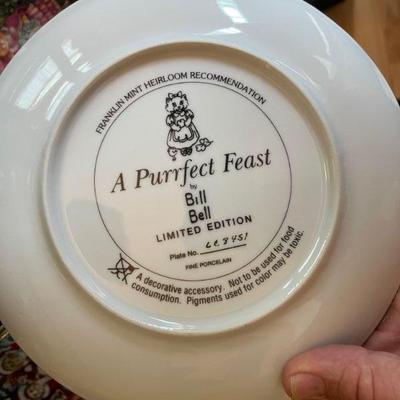 FRANKLIN MINT HEIRLOOM RECOMMENDATION
A Purrfect Feast
by
Bill
Bell
LIMITED EDITION
Plate No. LC8451
FINE PORCELAIN
A decorative accessory. Not to be used for food
consumption. Pigments used for color may be toxic.